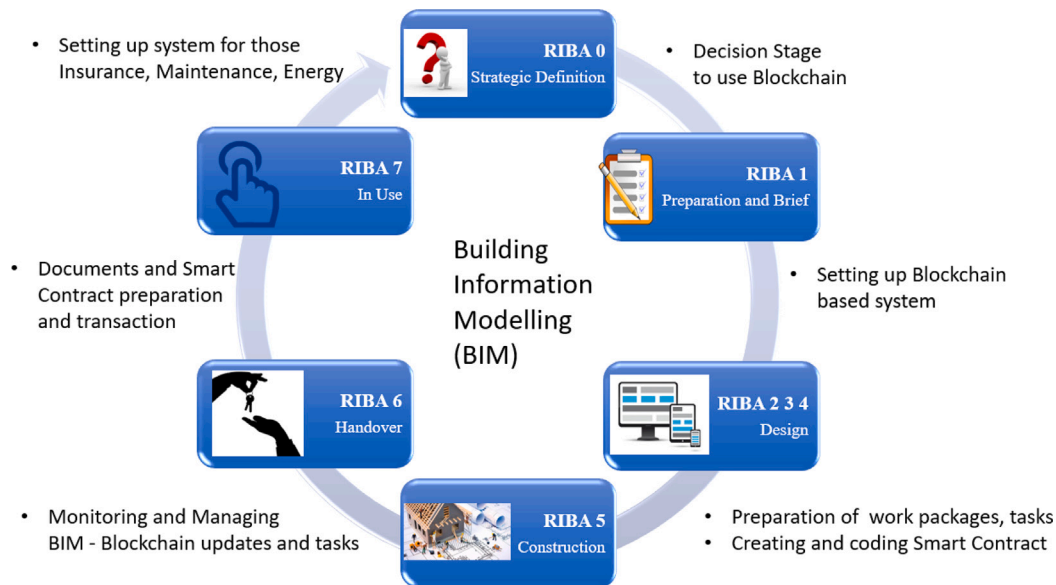 • Setting up system for those
Insurance, Maintenance, Energy
RIBA 0
Strategic Definition
• Decision Stage
to use Blockchain
RIBA 7
In Use
RIBA 1
Preparation and Brief
Building
Information
Modelling
(BIM)
• Documents and Smart
Contract preparation
and transaction
• Setting up Blockchain
based system
RIBA 6
Handover
RIBA 2 3 4
Design
• Monitoring and Managing
BIM - Blockchain updates and tasks
RIBA 5
Construction
• Preparation of work packages, tasks
• Creating and coding Smart Contract